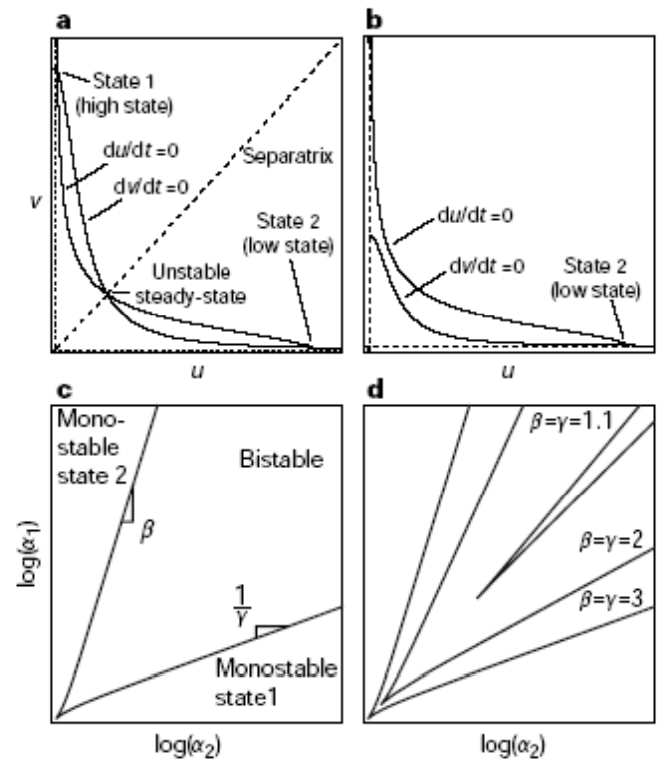 a
State 1
(high state)
du/dt =0
dv/dt =0
Separatrix
v
State 2
(low state)
Unstable
steady-state
u
b
du/dt =0
dv/dt =0
State 2
(low state)
u
c
Mono-
stable
state 2
Bistable
β
1
γ
Monostable
state1
log(α₁)
log(α₂)
d
β=γ=1.1
β=γ=2
β=γ=3
log(α₂)